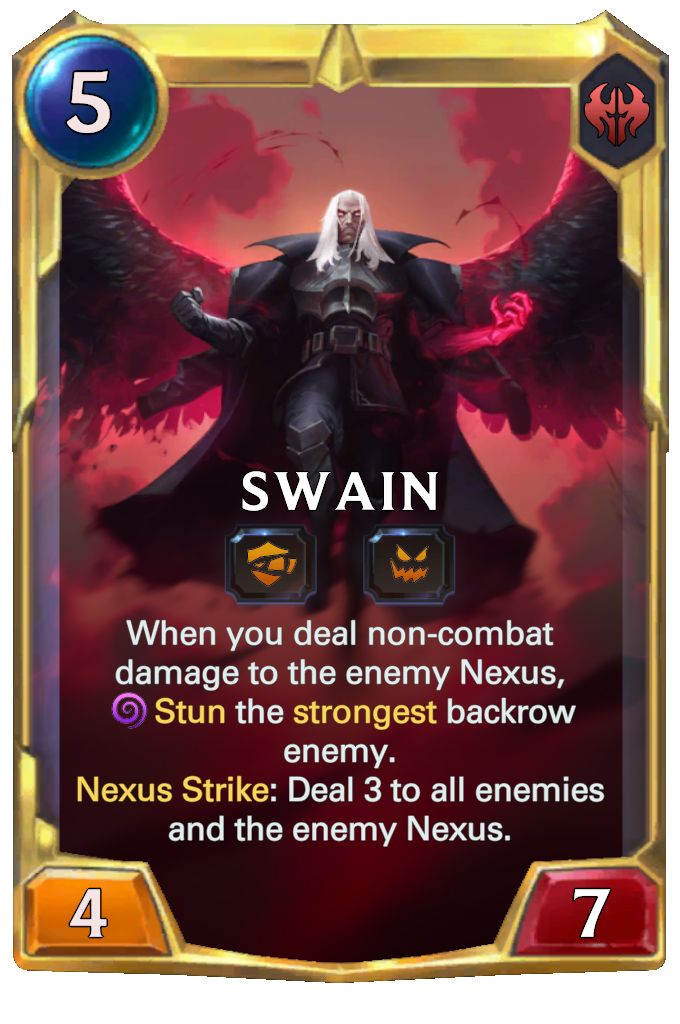 5
SWAIN
When you deal non-combat
damage to the enemy Nexus,
Stun the strongest backrow
enemy.
Nexus Strike: Deal 3 to all enemies
and the enemy Nexus.
4
7